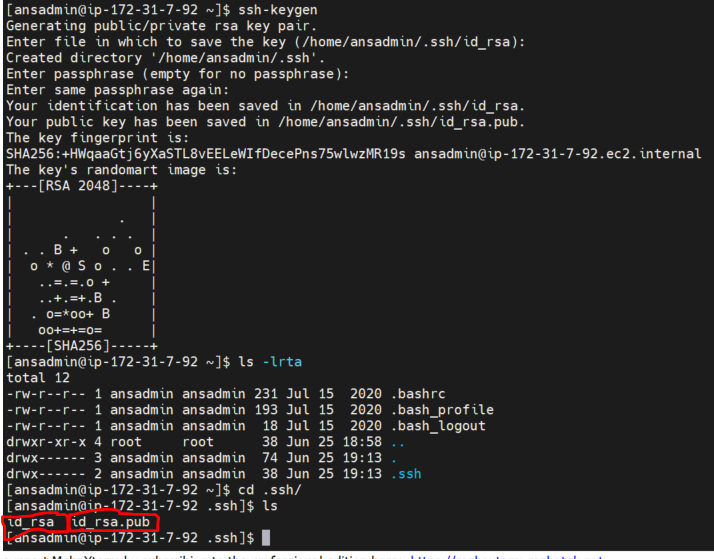 [ansadmin@ip-172-31-7-92 ~]$ ssh-keygen
Generating public/private rsa key pair.
Enter file in which to save the key (/home/ansadmin/.ssh/id_rsa):
Created directory '/home/ansadmin/.ssh'.
Enter passphrase (empty for no passphrase):
Enter same passphrase again:
Your identification has been saved in /home/ansadmin/.ssh/id_rsa.
Your public key has been saved in /home/ansadmin/.ssh/id_rsa.pub.
The key fingerprint is:
SHA256:+HWqaaGtj6yXaSTL8vEELeWIfDecePns75wlwzMR19s ansadmin@ip-172-31-7-92.ec2.internal
The key's randomart image is:
+---[RSA 2048]----+
|                 |
|              .  |
|       .   . . . |
| . . B +   o   o |
|  o * @ S o . . E|
|   ..=.=.o +     |
|   ..+.=+.B .    |
|  . o=*oo+ B     |
|   oo+=+=o=      |
+----[SHA256]-----+
[ansadmin@ip-172-31-7-92 ~]$ ls -lrta
total 12
-rw-r--r-- 1 ansadmin ansadmin 231 Jul 15  2020 .bashrc
-rw-r--r-- 1 ansadmin ansadmin 193 Jul 15  2020 .bash_profile
-rw-r--r-- 1 ansadmin ansadmin  18 Jul 15  2020 .bash_logout
drwxr-xr-x 4 root     root      38 Jun 25 18:58 ..
drwx------ 3 ansadmin ansadmin  74 Jun 25 19:13 .
drwx------ 2 ansadmin ansadmin  38 Jun 25 19:13 .ssh
[ansadmin@ip-172-31-7-92 ~]$ cd .ssh/
[ansadmin@ip-172-31-7-92 .ssh]$ ls
id_rsa  id_rsa.pub
[ansadmin@ip-172-31-7-92 .ssh]$